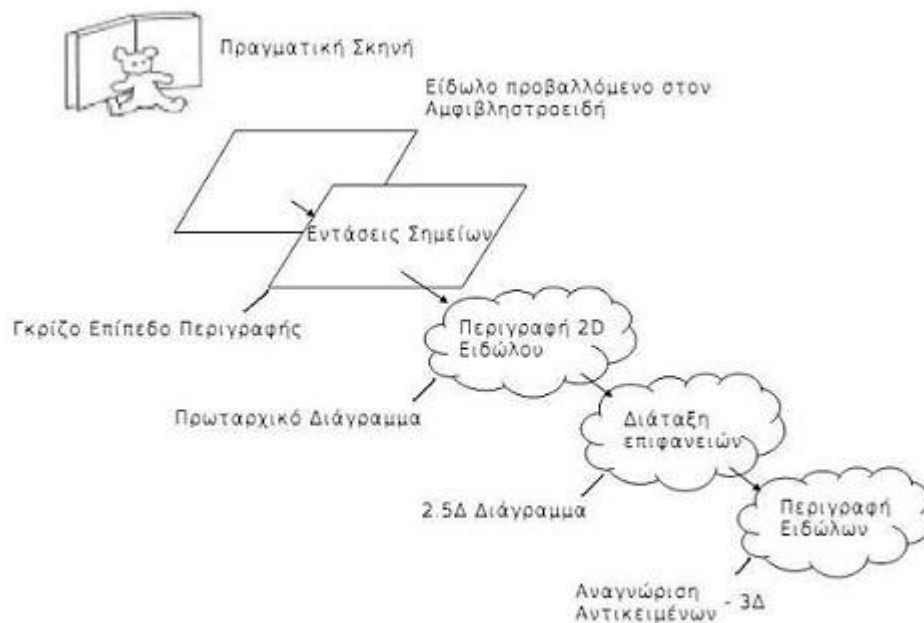 Πραγματική Σκηνή
Είδωλο προβαλλόμενο στον
Αμφιβληστροειδή
Εντάσεις Σημείων
Γκρίζο Επίπεδο Περιγραφής
Περιγραφή 2D
Ειδώλου
Πρωταρχικό Διάγραμμα
Διάταξη
επιφανειών
2.5Δ Διάγραμμα
Περιγραφή
Ειδώλων
Αναγνώριση
Αντικειμένων - 3Δ